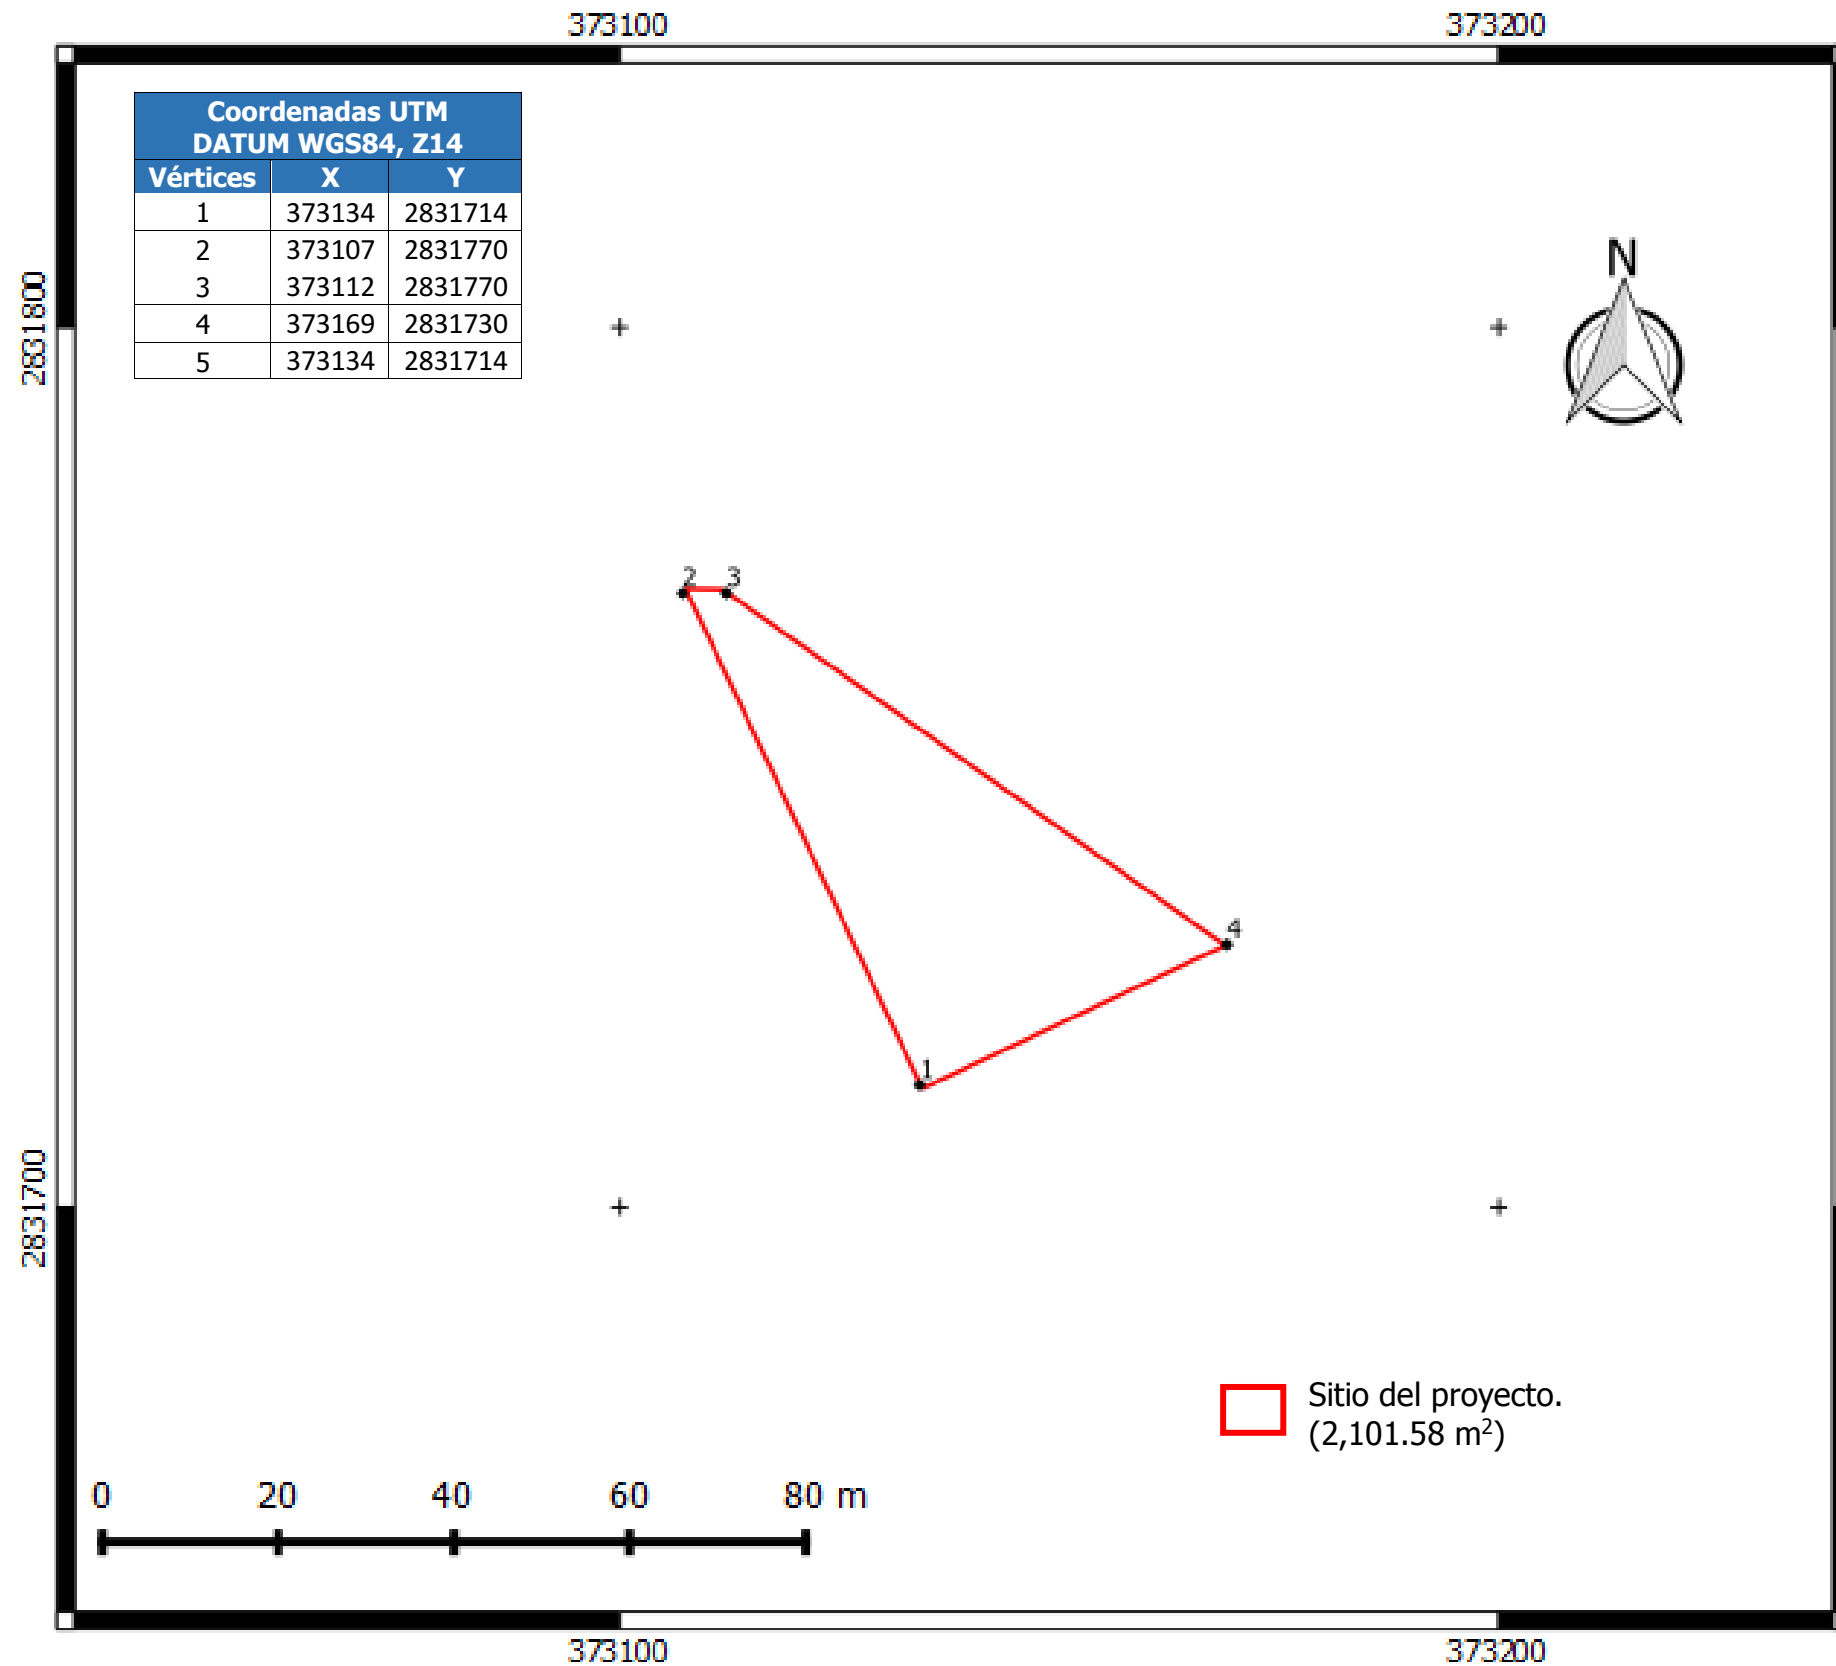 373100 373200
Coordenadas UTM
DATUM WGS84, Z14
Vértices X Y
1 373134 2831714
2 373107 2831770
3 373112 2831770
4 373169 2831730
5 373134 2831714
N
2831800
2 3
4
1
2831700
Sitio del proyecto.
(2,101.58 m²)
0 20 40 60 80 m
373100 373200